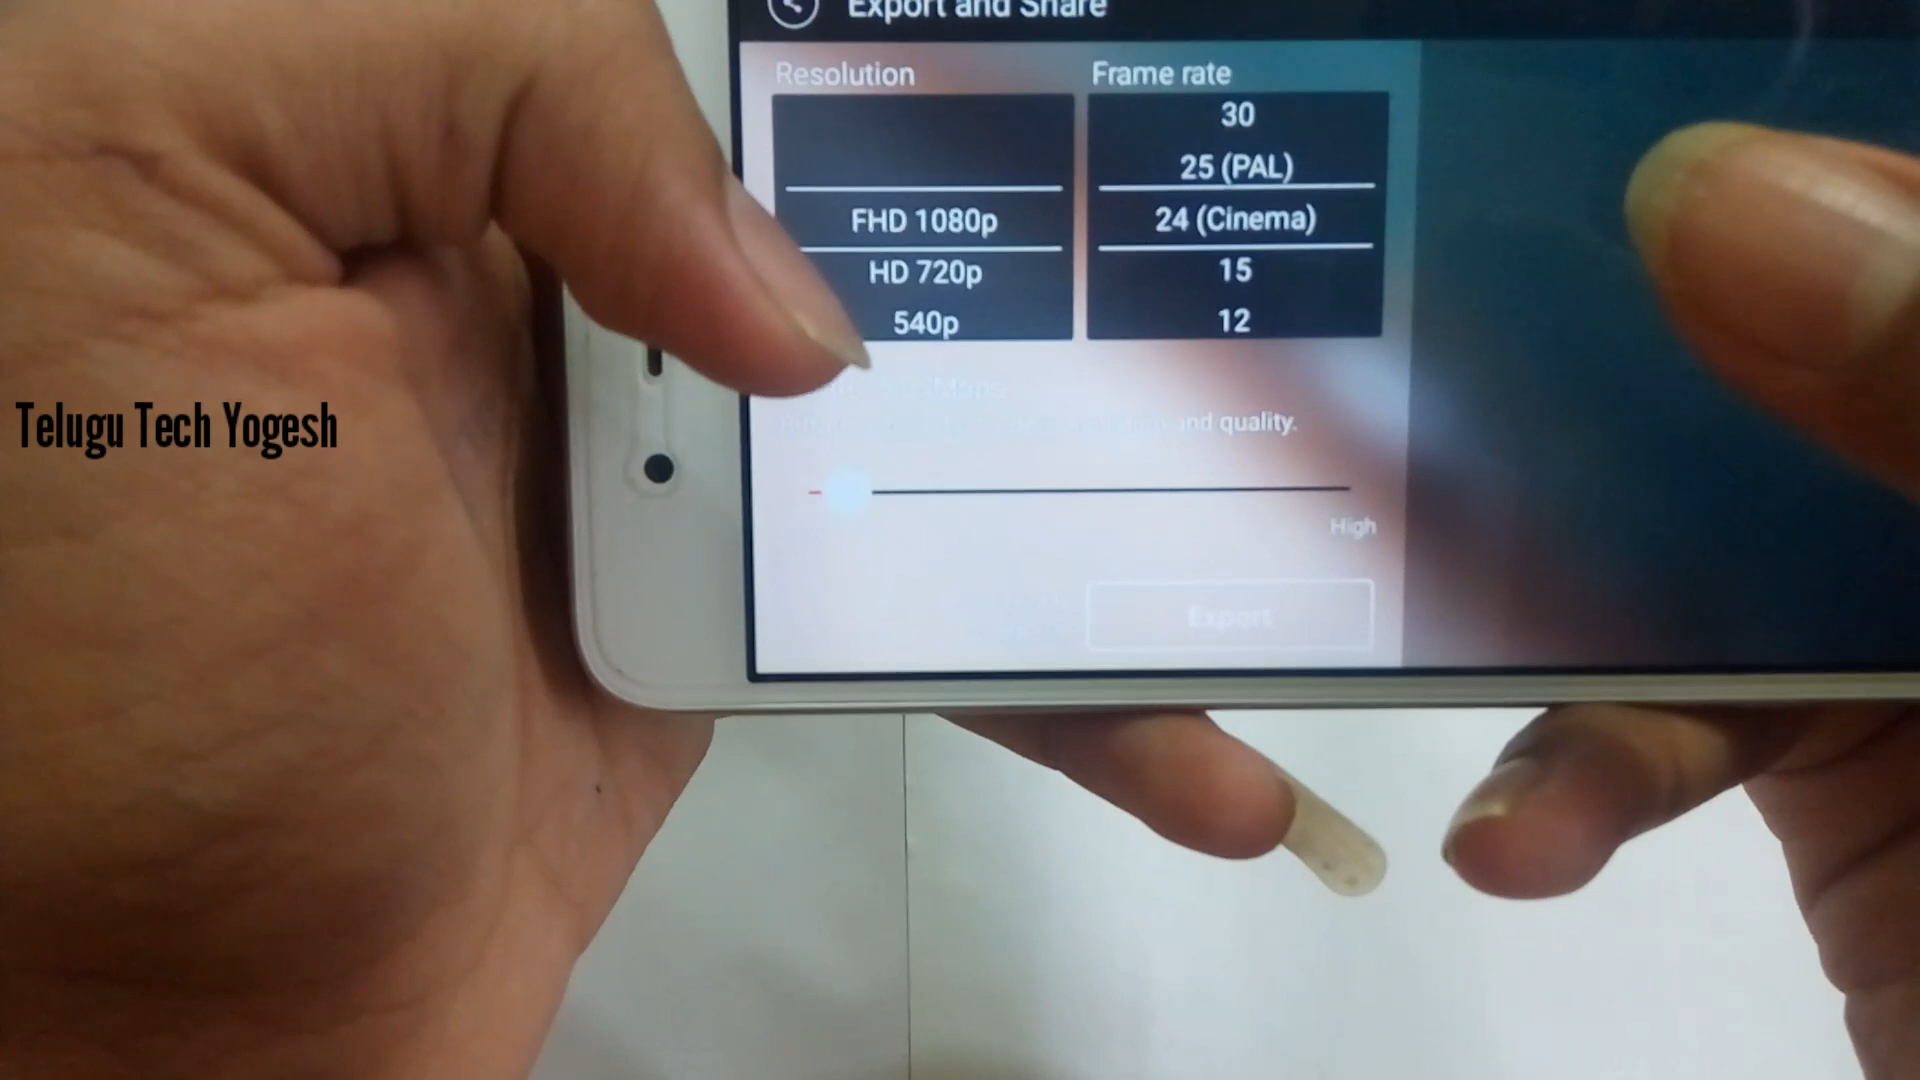 Export and Share
Resolution
Frame rate
30
25 (PAL)
FHD 1080p
24 (Cinema)
HD 720p
15
540p
12
and quality.
High
Export
Telugu Tech Yogesh